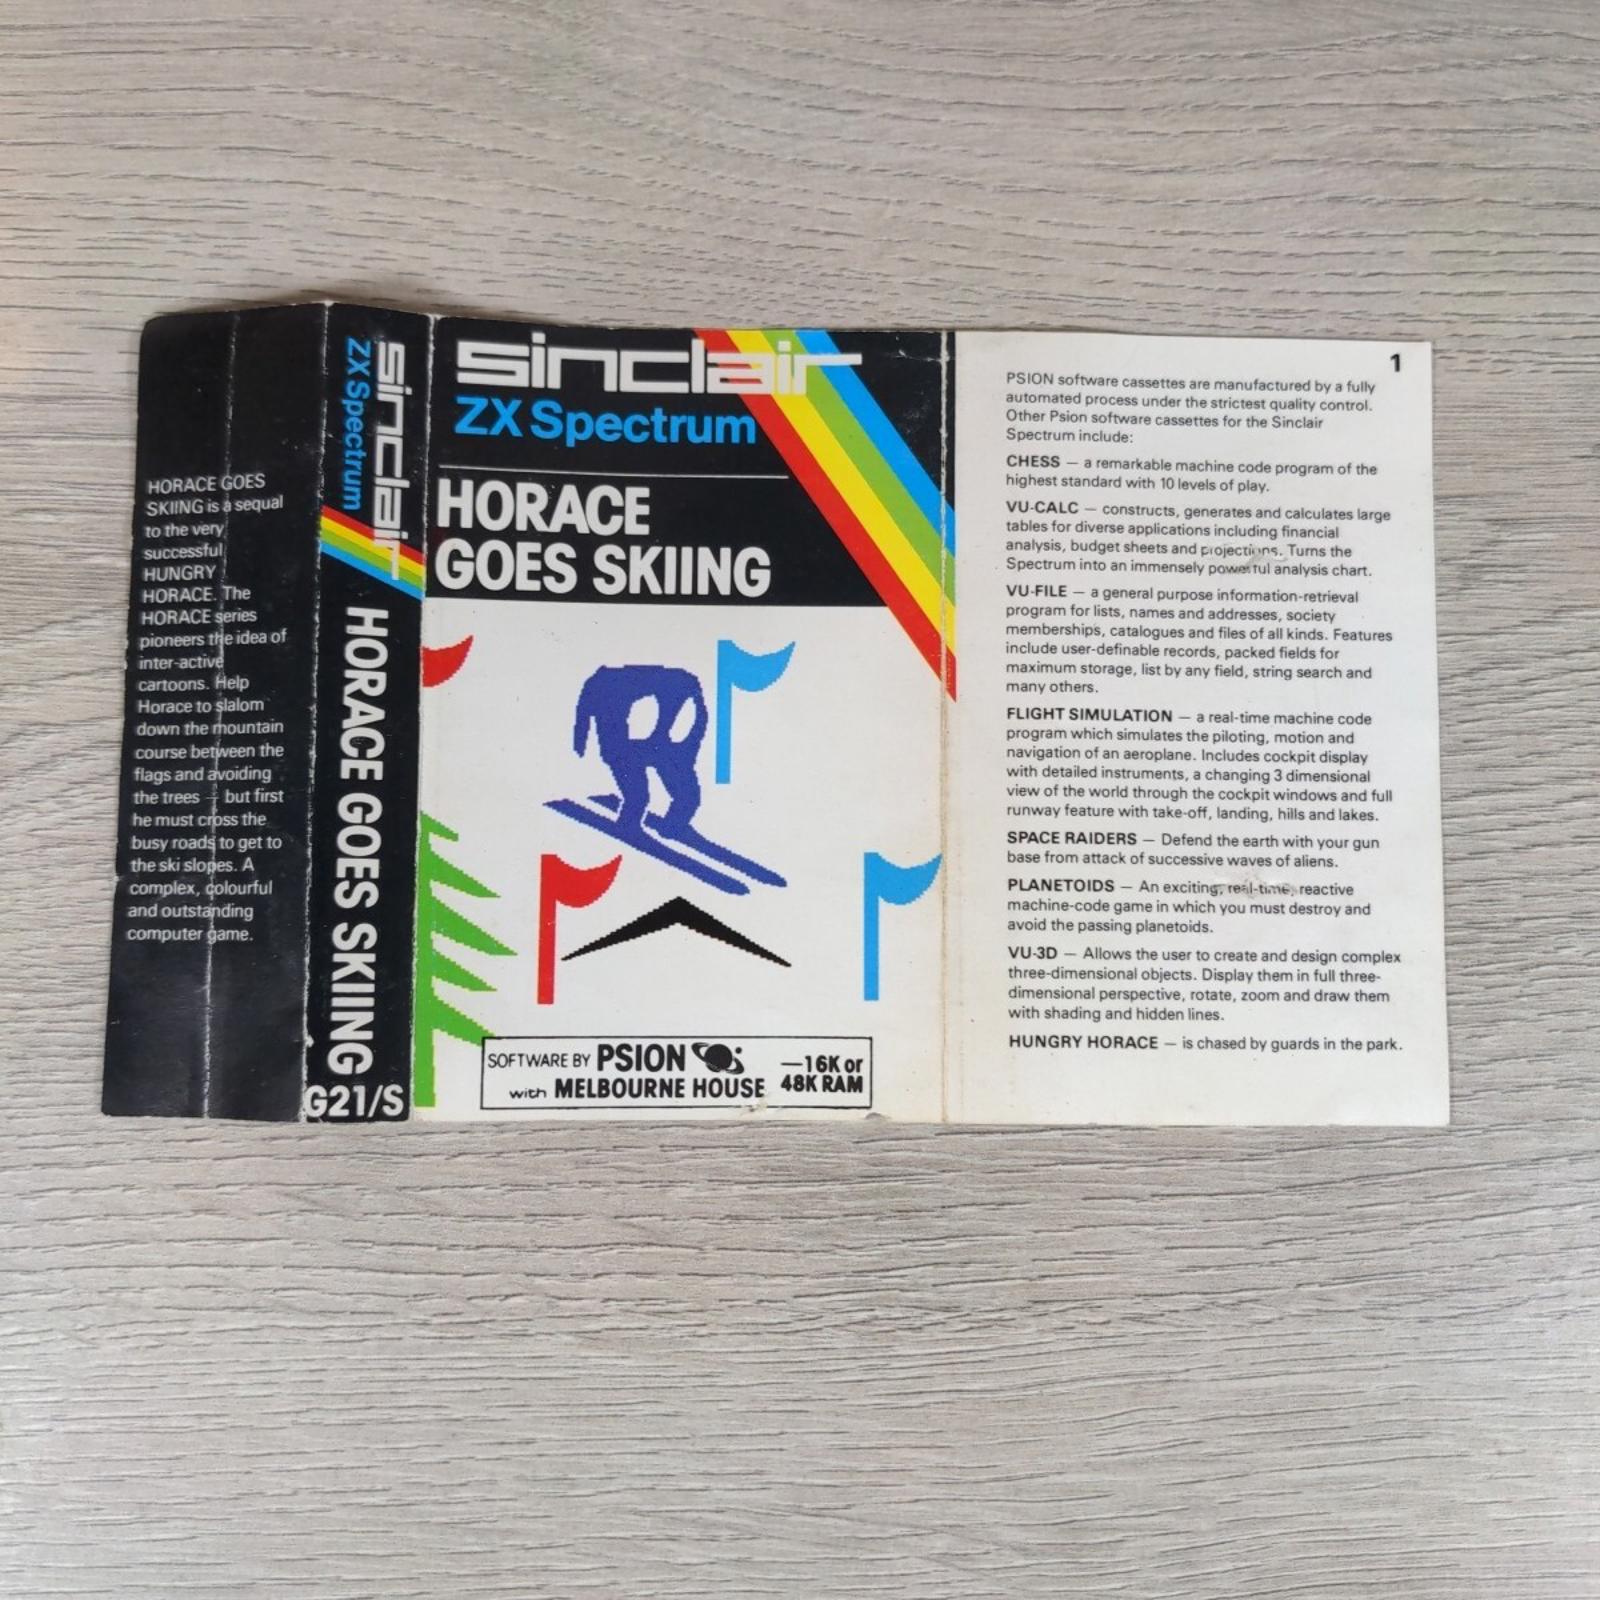 HORACE GOES
SKIING is a sequal
to the very
successful
HUNGRY
HORACE. The
HORACE series
pioneers the idea of
inter-active
cartoons. Help
Horace to slalom
down the mountain
course between the
flags and avoiding
the trees — but first
he must cross the
busy roads to get to
the ski slopes. A
complex, colourful
and outstanding
computer game.
sinclair
ZX Spectrum
HORACE GOES SKIING
G21/S
sinclair
ZX Spectrum
HORACE
GOES SKIING
SOFTWARE BY PSION
with MELBOURNE HOUSE
—16K or
48K RAM
1
PSION software cassettes are manufactured by a fully
automated process under the strictest quality control.
Other Psion software cassettes for the Sinclair
Spectrum include:
CHESS — a remarkable machine code program of the
highest standard with 10 levels of play.
VU-CALC — constructs, generates and calculates large
tables for diverse applications including financial
analysis, budget sheets and projections. Turns the
Spectrum into an immensely powerful analysis chart.
VU-FILE — a general purpose information-retrieval
program for lists, names and addresses, society
memberships, catalogues and files of all kinds. Features
include user-definable records, packed fields for
maximum storage, list by any field, string search and
many others.
FLIGHT SIMULATION — a real-time machine code
program which simulates the piloting, motion and
navigation of an aeroplane. Includes cockpit display
with detailed instruments, a changing 3 dimensional
view of the world through the cockpit windows and full
runway feature with take-off, landing, hills and lakes.
SPACE RAIDERS — Defend the earth with your gun
base from attack of successive waves of aliens.
PLANETOIDS — An exciting, real-time, reactive
machine-code game in which you must destroy and
avoid the passing planetoids.
VU-3D — Allows the user to create and design complex
three-dimensional objects. Display them in full three-
dimensional perspective, rotate, zoom and draw them
with shading and hidden lines.
HUNGRY HORACE — is chased by guards in the park.